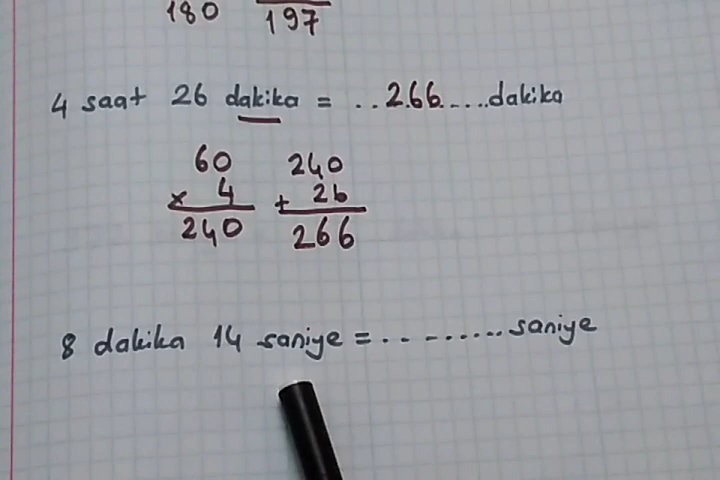 180 197
4 saat 26 dakika = ..266.....dakika
60 240
x 4 + 26
240 266
8 dakika 14 saniye = .........saniye